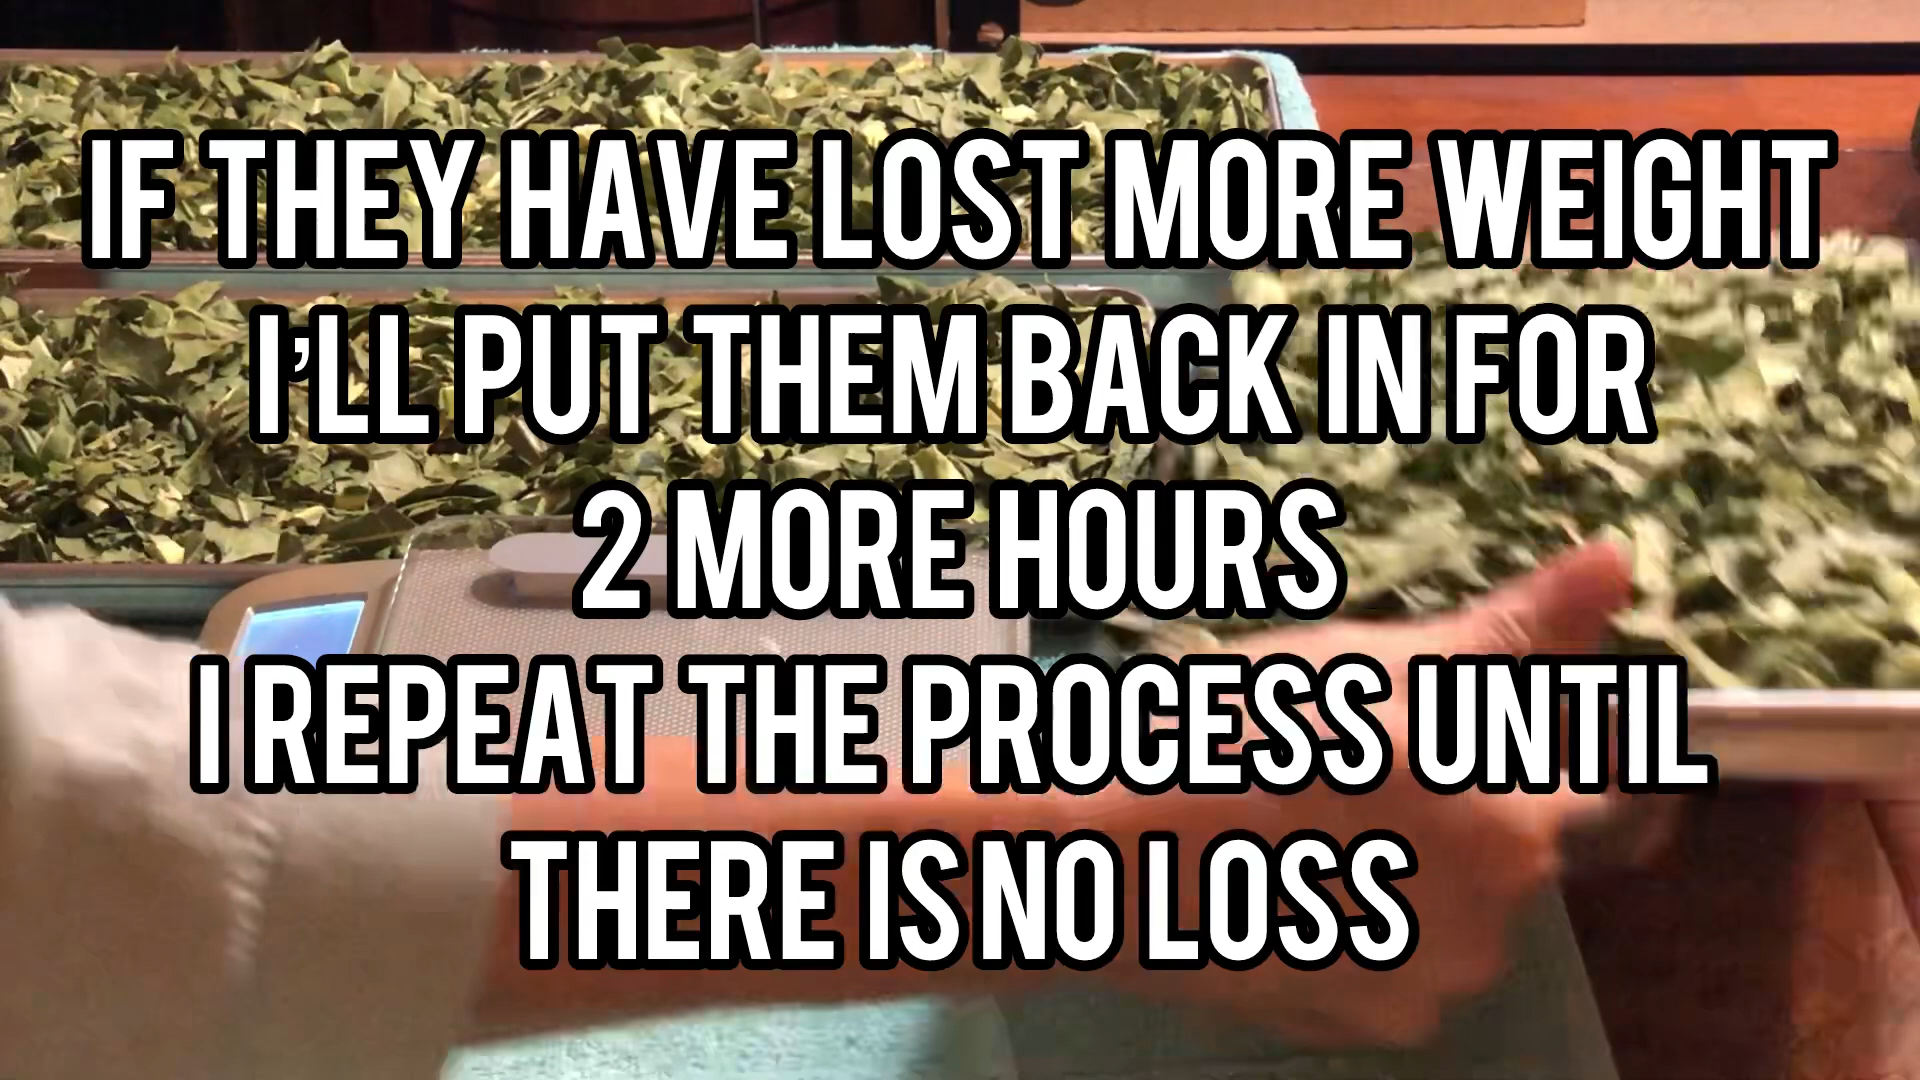 IF THEY HAVE LOST MORE WEIGHT
I'LL PUT THEM BACK IN FOR
2 MORE HOURS
I REPEAT THE PROCESS UNTIL
THERE IS NO LOSS